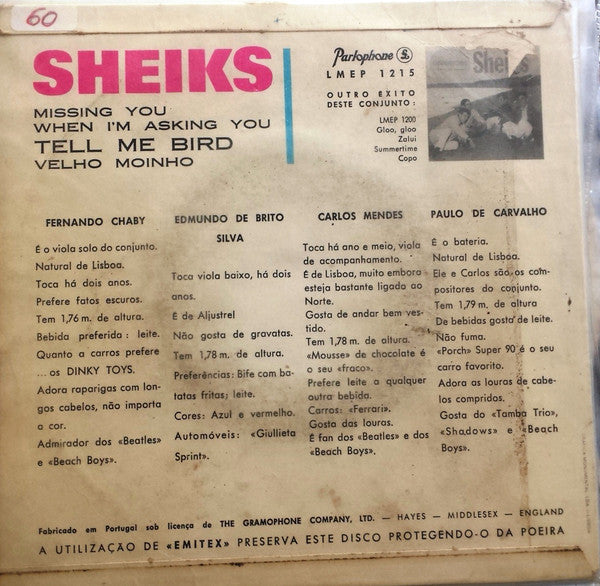 60
SHEIKS
MISSING YOU
WHEN I'M ASKING YOU
TELL ME BIRD
VELHO MOINHO
Parlophone
LMEP 1215
OUTRO EXITO
DESTE CONJUNTO:
LMEP 1200
Gloo, gloo
Zalui
Summertime
Copo
Sheiks
FERNANDO CHABY
É o viola solo do conjunto.
Natural de Lisboa.
Toca há dois anos.
Prefere fatos escuros.
Tem 1,76 m. de altura.
Bebida preferida: leite.
Quanto a carros prefere
...os DINKY TOYS.
Adora raparigas com lon-
gos cabelos, não importa
a cor.
Admirador dos «Beatles»
e «Beach Boys».
EDMUNDO DE BRITO
SILVA
Toca viola baixo, há dois
anos.
É de Aljustrel
Não gosta de gravatas.
Tem 1,78 m. de altura.
Preferências: Bife com ba-
tatas fritas; leite.
Cores: Azul e vermelho.
Automóveis: «Giullieta
Sprint».
CARLOS MENDES
Toca há ano e meio, viola
de acompanhamento.
É de Lisboa, muito embora
esteja bastante ligado ao
Norte.
Gosta de andar bem ves-
tido.
Tem 1,78 m. de altura.
«Mousse» de chocolate é
o seu «fraco».
Prefere leite a qualquer
outra bebida.
Carros: «Ferrari».
Gosta das louras.
É fan dos «Beatles» e dos
«Beach Boys».
PAULO DE CARVALHO
É o bateria.
Natural de Lisboa.
Ele e Carlos são os com-
positores do conjunto.
Tem 1,79 m. de altura
De bebidas gosta de leite.
Não fuma.
«Porch» Super 90 é o seu
carro favorito.
Adora as louras de cabe-
los compridos.
Gosta do «Tamba Trio»,
«Shadows» e «Beach
Boys».
Fabricado em Portugal sob licença de THE GRAMOPHONE COMPANY, LTD. — HAYES — MIDDLESEX — ENGLAND
A UTILIZAÇÃO DE «EMITEX» PRESERVA ESTE DISCO PROTEGENDO-O DA POEIRA